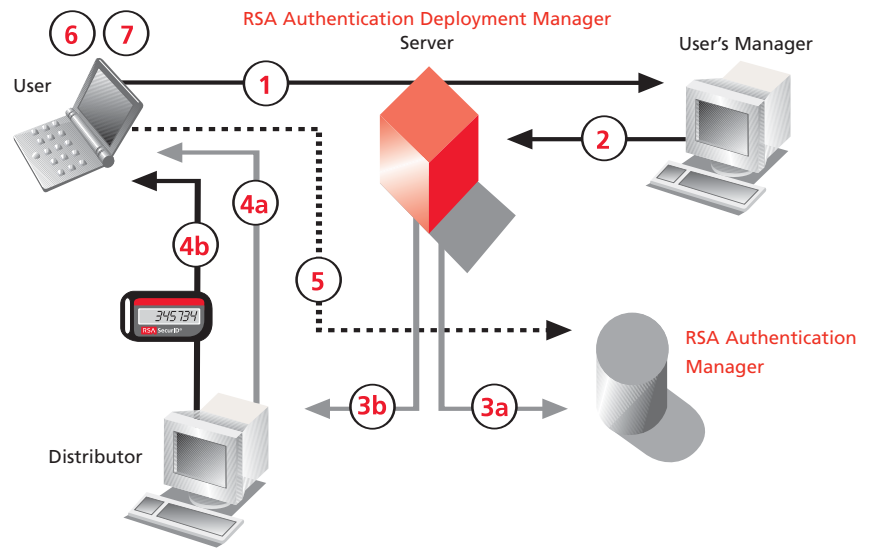 RSA Authentication Deployment Manager
Server
6 7
User's Manager
User
1
2
4a
4b
5
345734
RSA SecurID®
RSA Authentication
Manager
3b
3a
Distributor